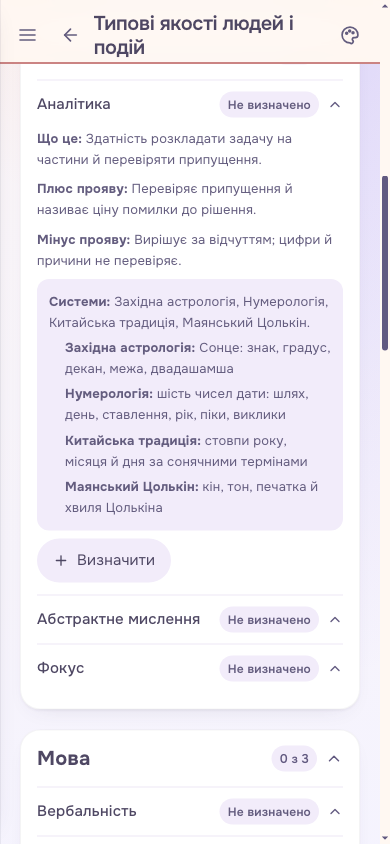 Типові якості людей і
подій
Аналітика
Не визначено
Що це: Здатність розкладати задачу на
частини й перевіряти припущення.
Плюс прояву: Перевіряє припущення й
називає ціну помилки до рішення.
Мінус прояву: Вирішує за відчуттям; цифри й
причини не перевіряє.
Системи: Західна астрологія, Нумерологія,
Китайська традиція, Маянський Цолькін.
Західна астрологія: Сонце: знак, градус,
декан, межа, двадашамша
Нумерологія: шість чисел дати: шлях,
день, ставлення, рік, піки, виклики
Китайська традиція: стовпи року,
місяця й дня за сонячними термінами
Маянський Цолькін: кін, тон, печатка й
хвиля Цолькіна
+ Визначити
Абстрактне мислення
Не визначено
Фокус
Не визначено
Мова
0 з 3
Вербальність
Не визначено